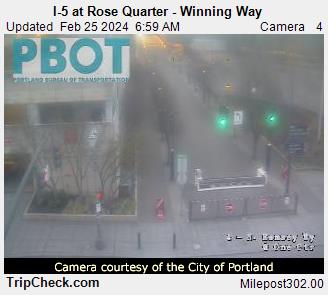 I-5 at Rose Quarter - Winning Way
Updated Feb 25 2024 6:59 AM Camera 4
PBOT
PORTLAND BUREAU OF TRANSPORTATION
Camera courtesy of the City of Portland
TripCheck.com Milepost302.00